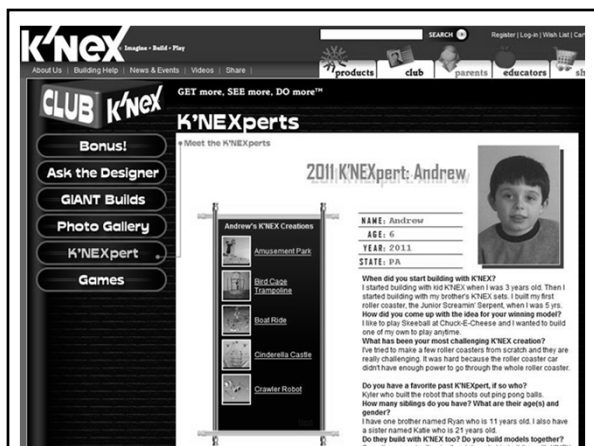 K'NEX Imagine • Build • Play
SEARCH
Register | Log-in | Wish List | Car
About Us | Building Help | News & Events | Videos | Share |
products club parents educators sh
CLUB K'NEX
GET more, SEE more, DO more™
K'NEXperts
Bonus!
Ask the Designer
GIANT Builds
Photo Gallery
K'NEXpert
Games
Meet the K'NEXperts
2011 K'NEXpert: Andrew
Andrew's K'NEX Creations
Amusement Park
Bird Cage
Trampoline
Boat Ride
Cinderella Castle
Crawler Robot
NAME: Andrew
AGE: 6
YEAR: 2011
STATE: PA
When did you start building with K'NEX?
I started building with kid K'NEX when I was 3 years old. Then I
started building with my brother's K'NEX sets. I built my first
roller coaster, the Junior Screamin' Serpent, when I was 5 yrs.
How did you come up with the idea for your winning model?
I like to play Skeeball at Chuck-E-Cheese and I wanted to build
one of my own to play anytime.
What has been your most challenging K'NEX creation?
I've tried to make a few roller coasters from scratch and they are
really challenging. It was hard because the roller coaster car
didn't have enough power to go through the whole roller coaster.
Do you have a favorite past K'NEXpert, if so who?
Kyler who built the robot that shoots out ping pong balls.
How many siblings do you have? What are their age(s) and
gender?
I have one brother named Ryan who is 11 years old. I also have
a sister named Katie who is 21 years old.
Do they build with K'NEX too? Do you build models together?